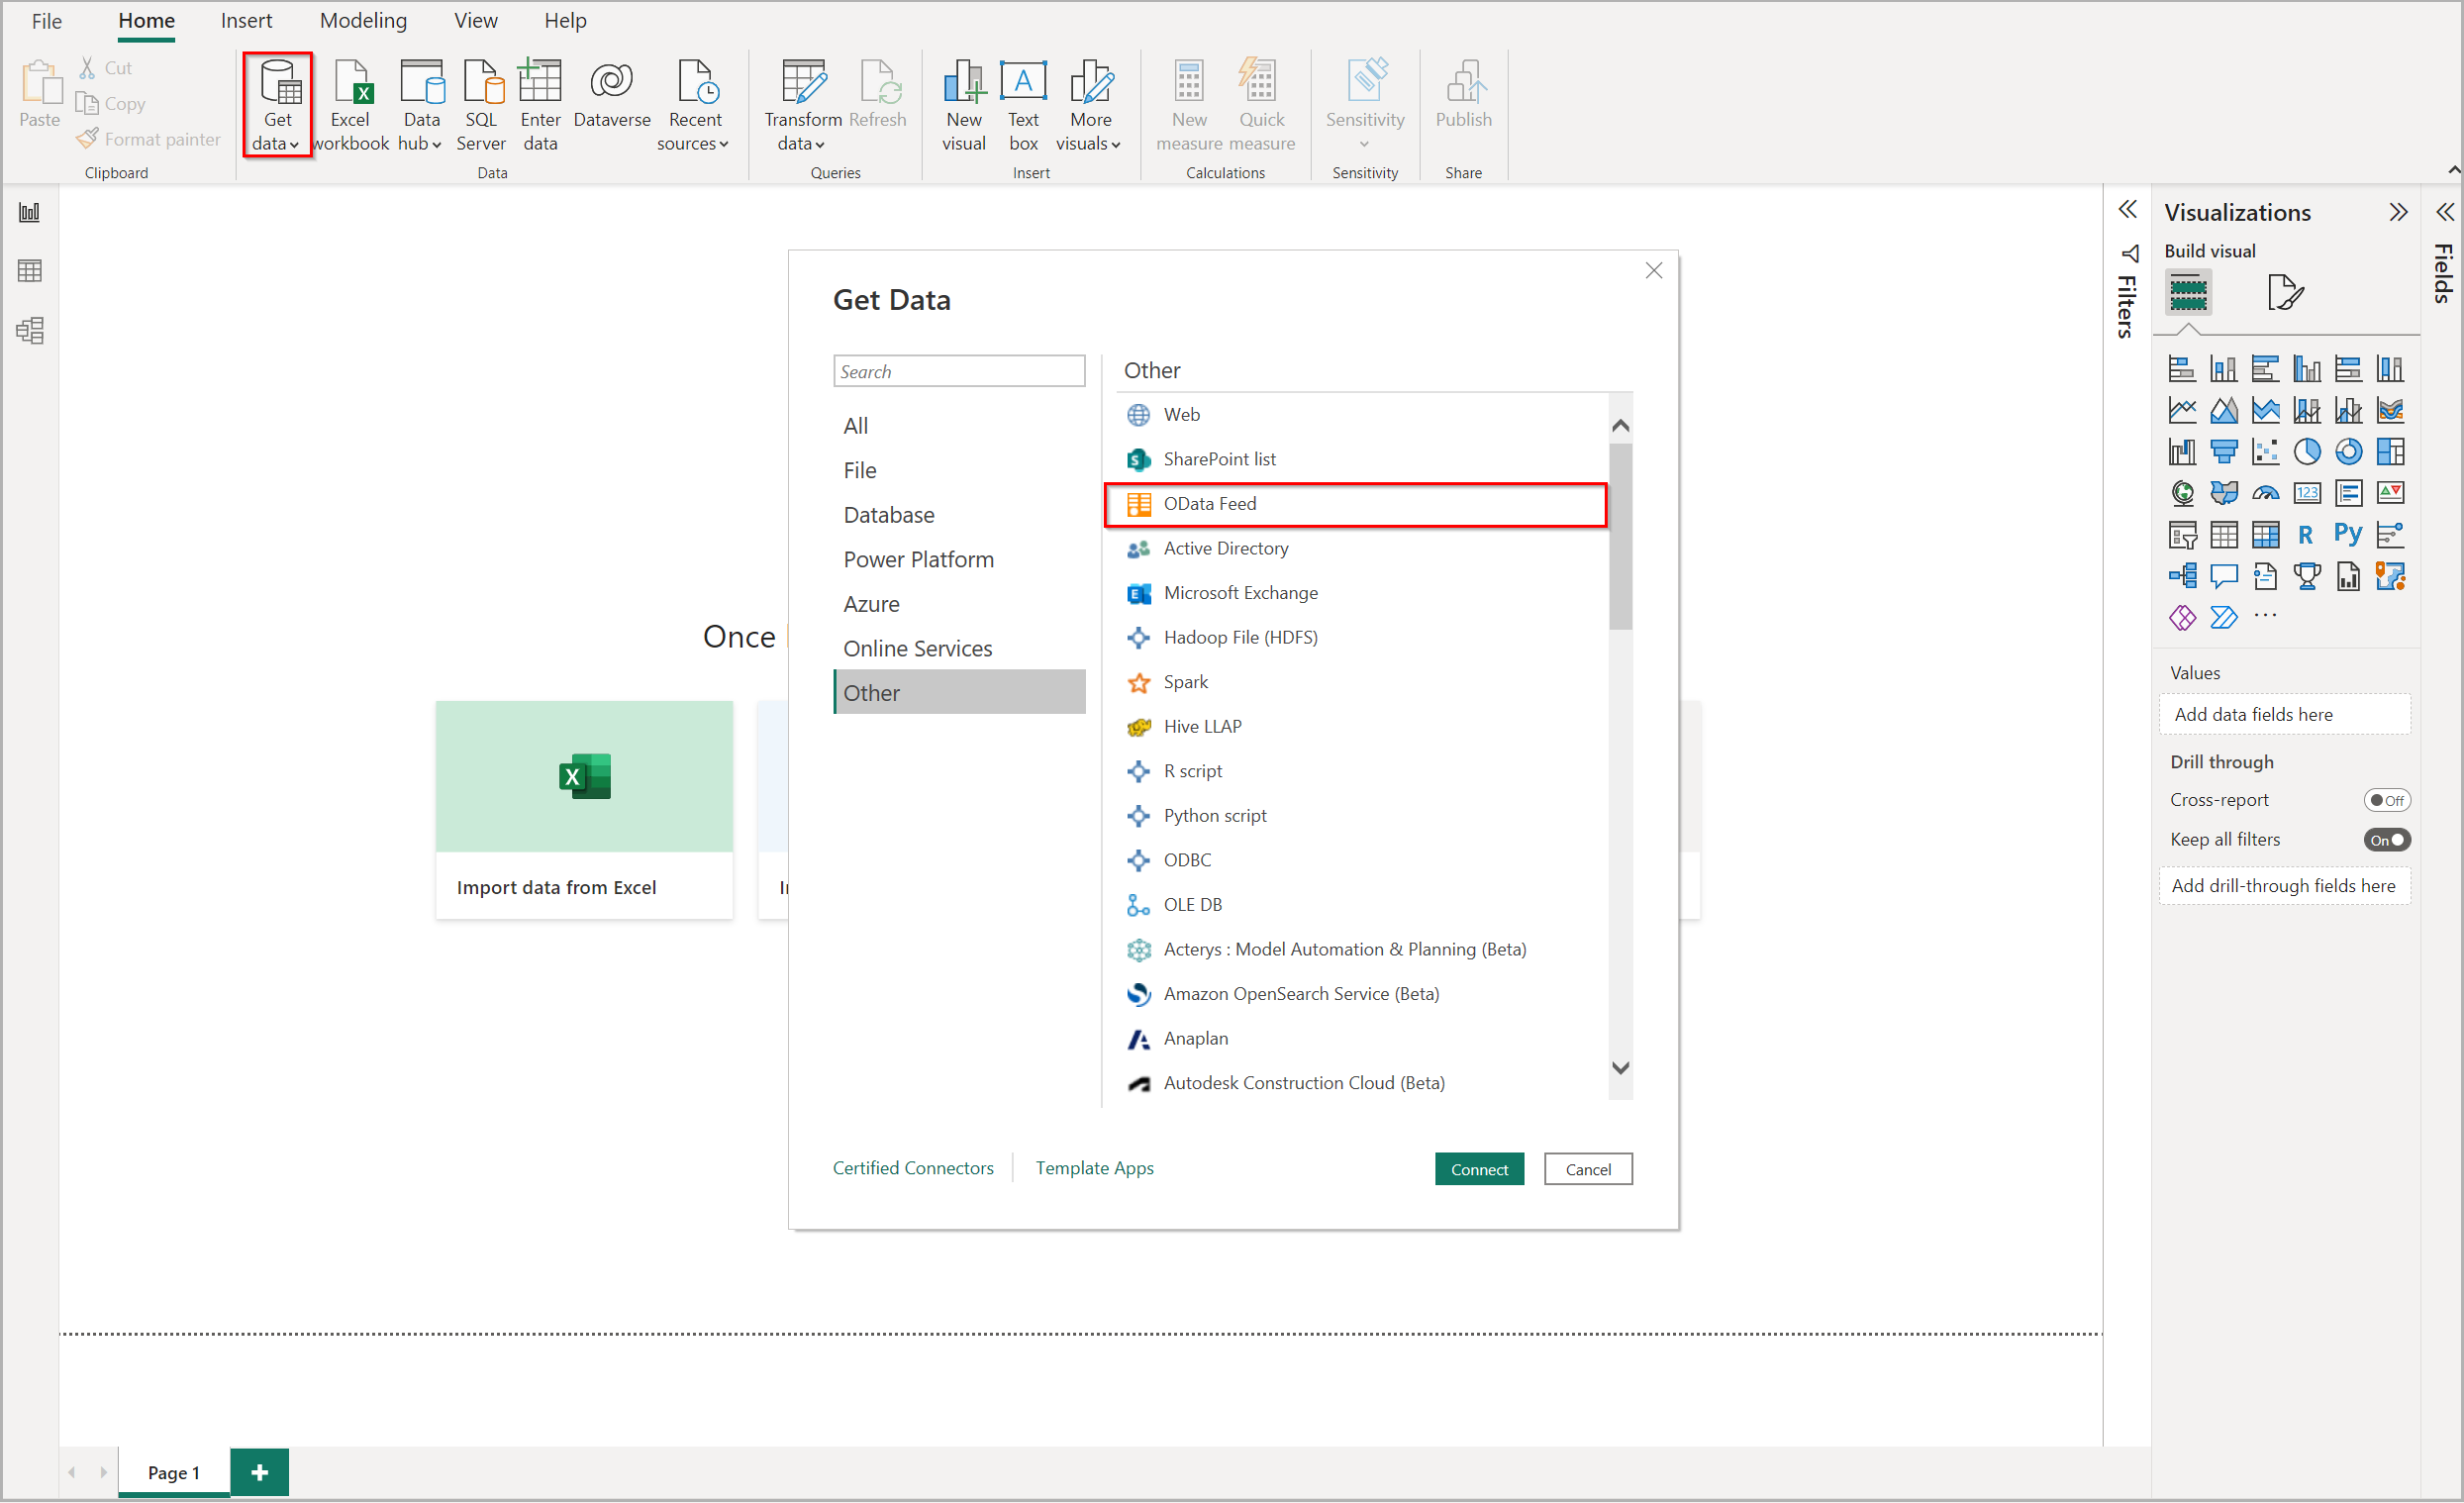 File Home Insert Modeling View Help
Paste
Cut
Copy
Format painter
Clipboard
Get data
Excel workbook
Data hub
SQL Server
Enter data
Dataverse
Recent sources
Data
Transform data
Refresh
Queries
New visual
Text box
More visuals
Insert
New measure
Quick measure
Calculations
Sensitivity
Sensitivity
Publish
Share
Get Data
Search
All
File
Database
Power Platform
Azure
Online Services
Other
Other
Web
SharePoint list
OData Feed
Active Directory
Microsoft Exchange
Hadoop File (HDFS)
Spark
Hive LLAP
R script
Python script
ODBC
OLE DB
Acterys : Model Automation & Planning (Beta)
Amazon OpenSearch Service (Beta)
Anaplan
Autodesk Construction Cloud (Beta)
Certified Connectors
Template Apps
Connect
Cancel
Once
Import data from Excel
Filters
Visualizations
Build visual
123
R
Py
Values
Add data fields here
Drill through
Cross-report
Off
Keep all filters
On
Add drill-through fields here
Fields
Page 1